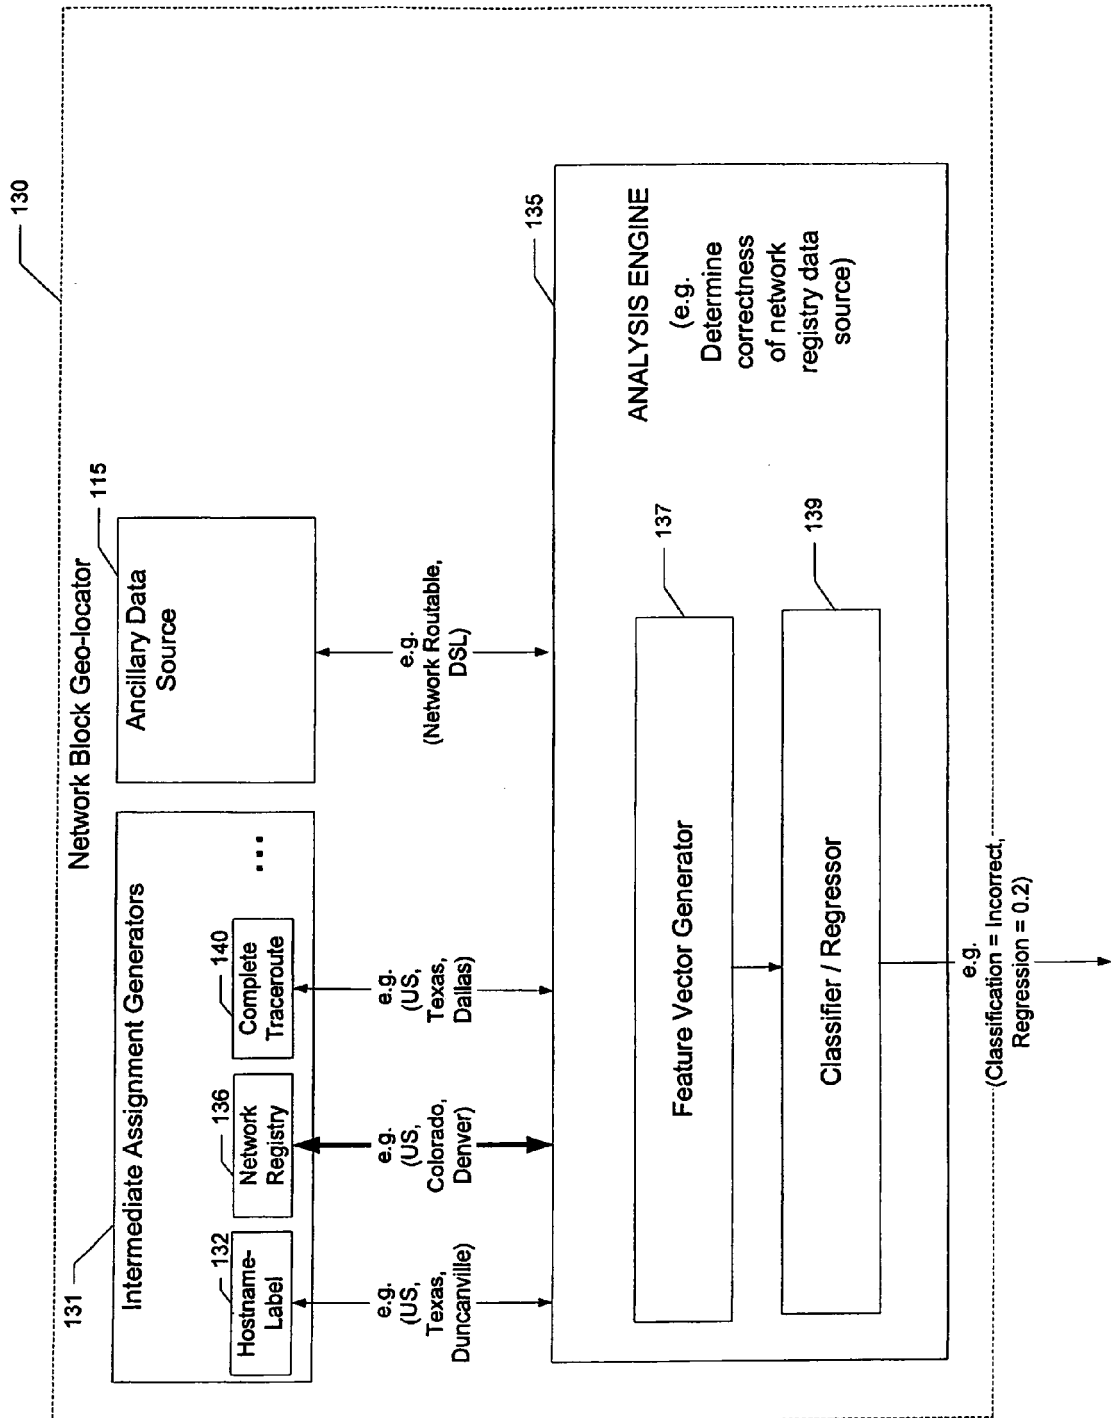 130
Network Block Geo-locator
131
Intermediate Assignment Generators
132
Hostname-
Label
136
Network
Registry
140
Complete
Traceroute
...
115
Ancillary Data
Source
e.g.
(US,
Texas,
Duncanville)
e.g.
(US,
Colorado,
Denver)
e.g.
(US,
Texas,
Dallas)
e.g.
(Network Routable,
DSL)
135
ANALYSIS ENGINE
(e.g.
Determine
correctness
of network
registry data
source)
137
Feature Vector Generator
139
Classifier / Regressor
e.g.
(Classification = Incorrect,
Regression = 0.2)